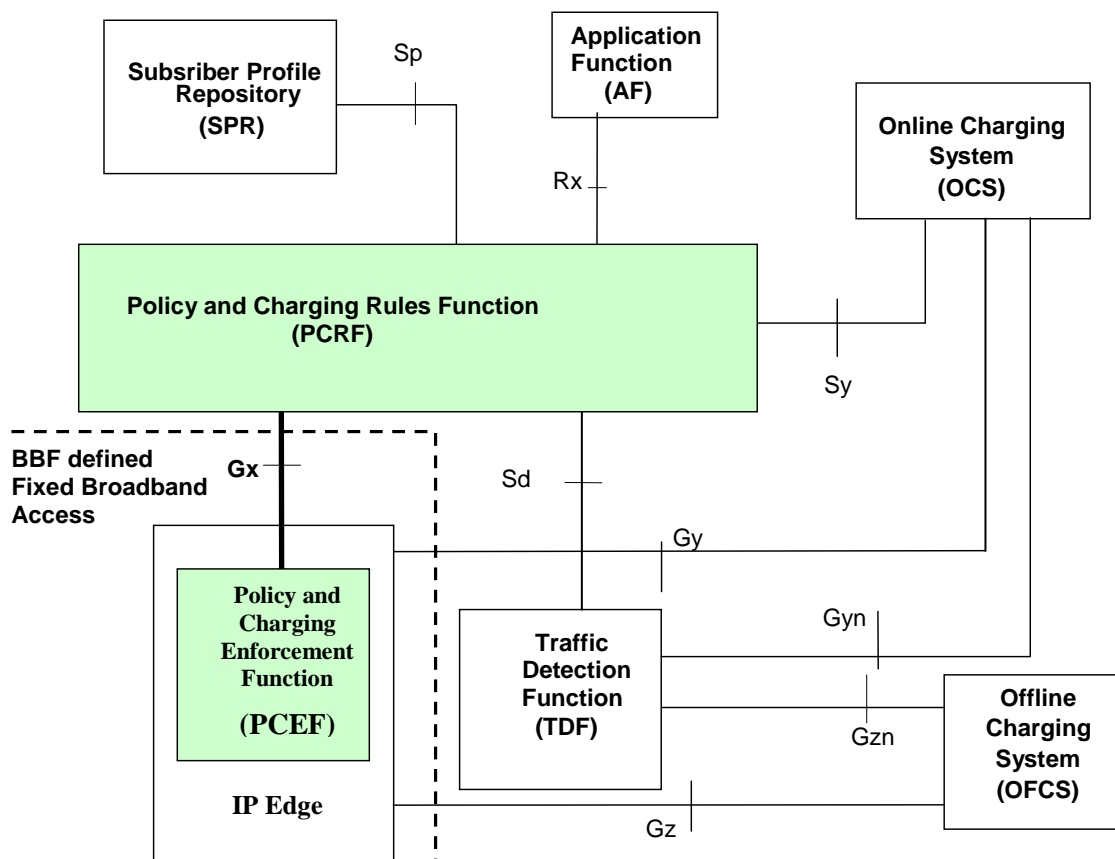 Subsriber Profile
Repository
(SPR)
Sp
Application
Function
(AF)
Online Charging
System
(OCS)
Rx
Policy and Charging Rules Function
(PCRF)
Sy
BBF defined
Fixed Broadband
Access
Gx
Sd
Gy
Policy and
Charging
Enforcement
Function
(PCEF)
IP Edge
Traffic
Detection
Function
(TDF)
Gyn
Gzn
Offline
Charging
System
(OFCS)
Gz